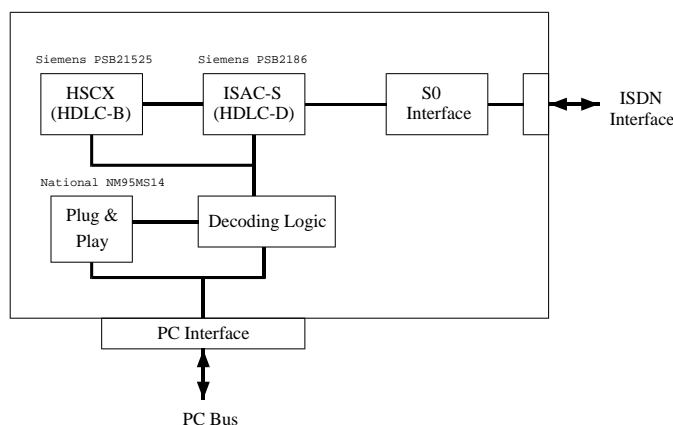 Siemens PSB21525
Siemens PSB2186
HSCX
(HDLC-B)
ISAC-S
(HDLC-D)
S0
Interface
ISDN
Interface
National NM95MS14
Plug &
Play
Decoding Logic
PC Interface
PC Bus